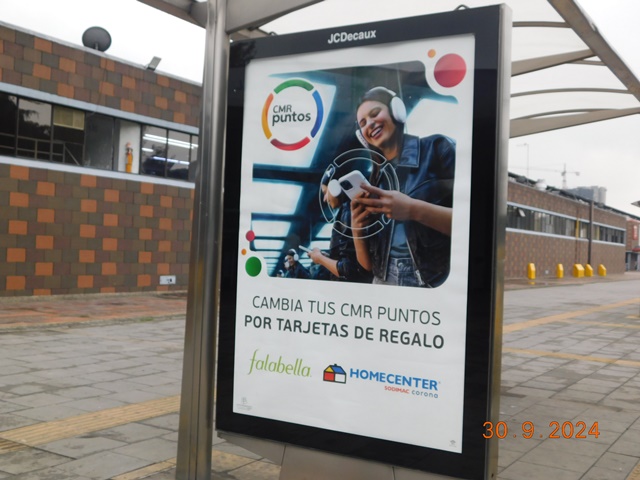 JCDecaux
CMR
puntos
CAMBIA TUS CMR PUNTOS
POR TARJETAS DE REGALO
falabella.
HOMECENTER
SODIMAC corona
30.9.2024